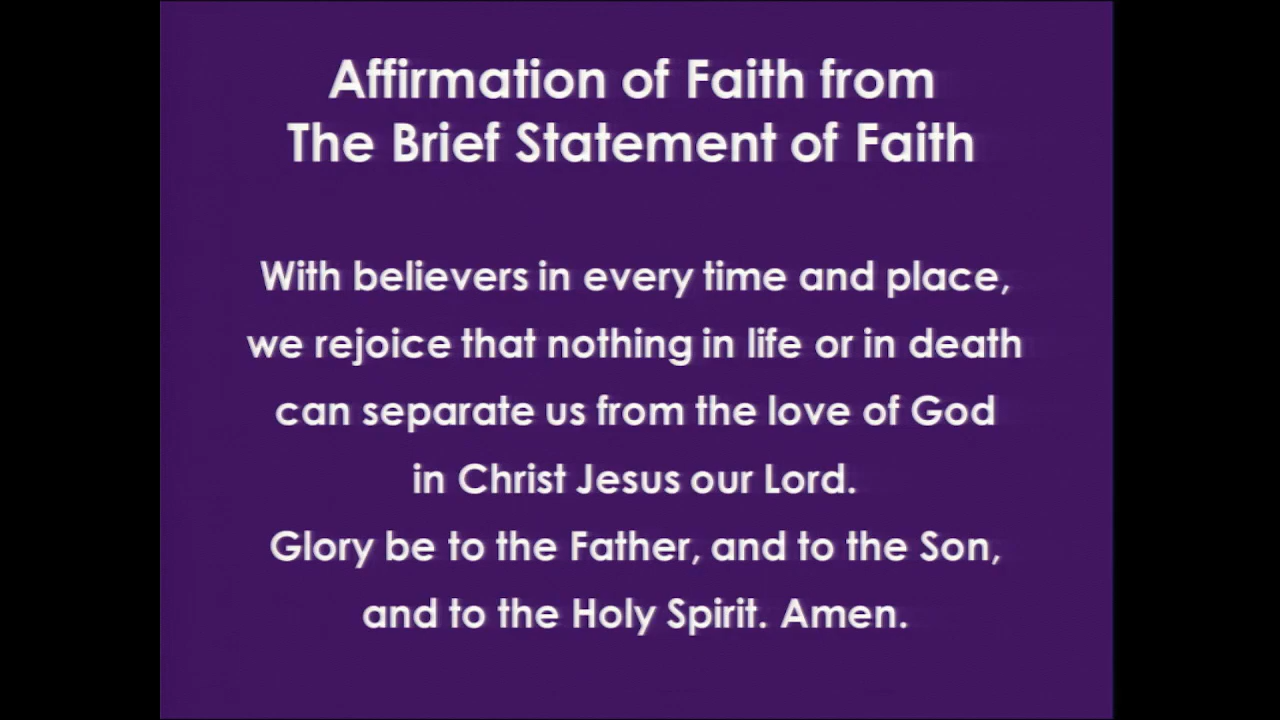 Affirmation of Faith from
The Brief Statement of Faith
With believers in every time and place,
we rejoice that nothing in life or in death
can separate us from the love of God
in Christ Jesus our Lord.
Glory be to the Father, and to the Son,
and to the Holy Spirit. Amen.